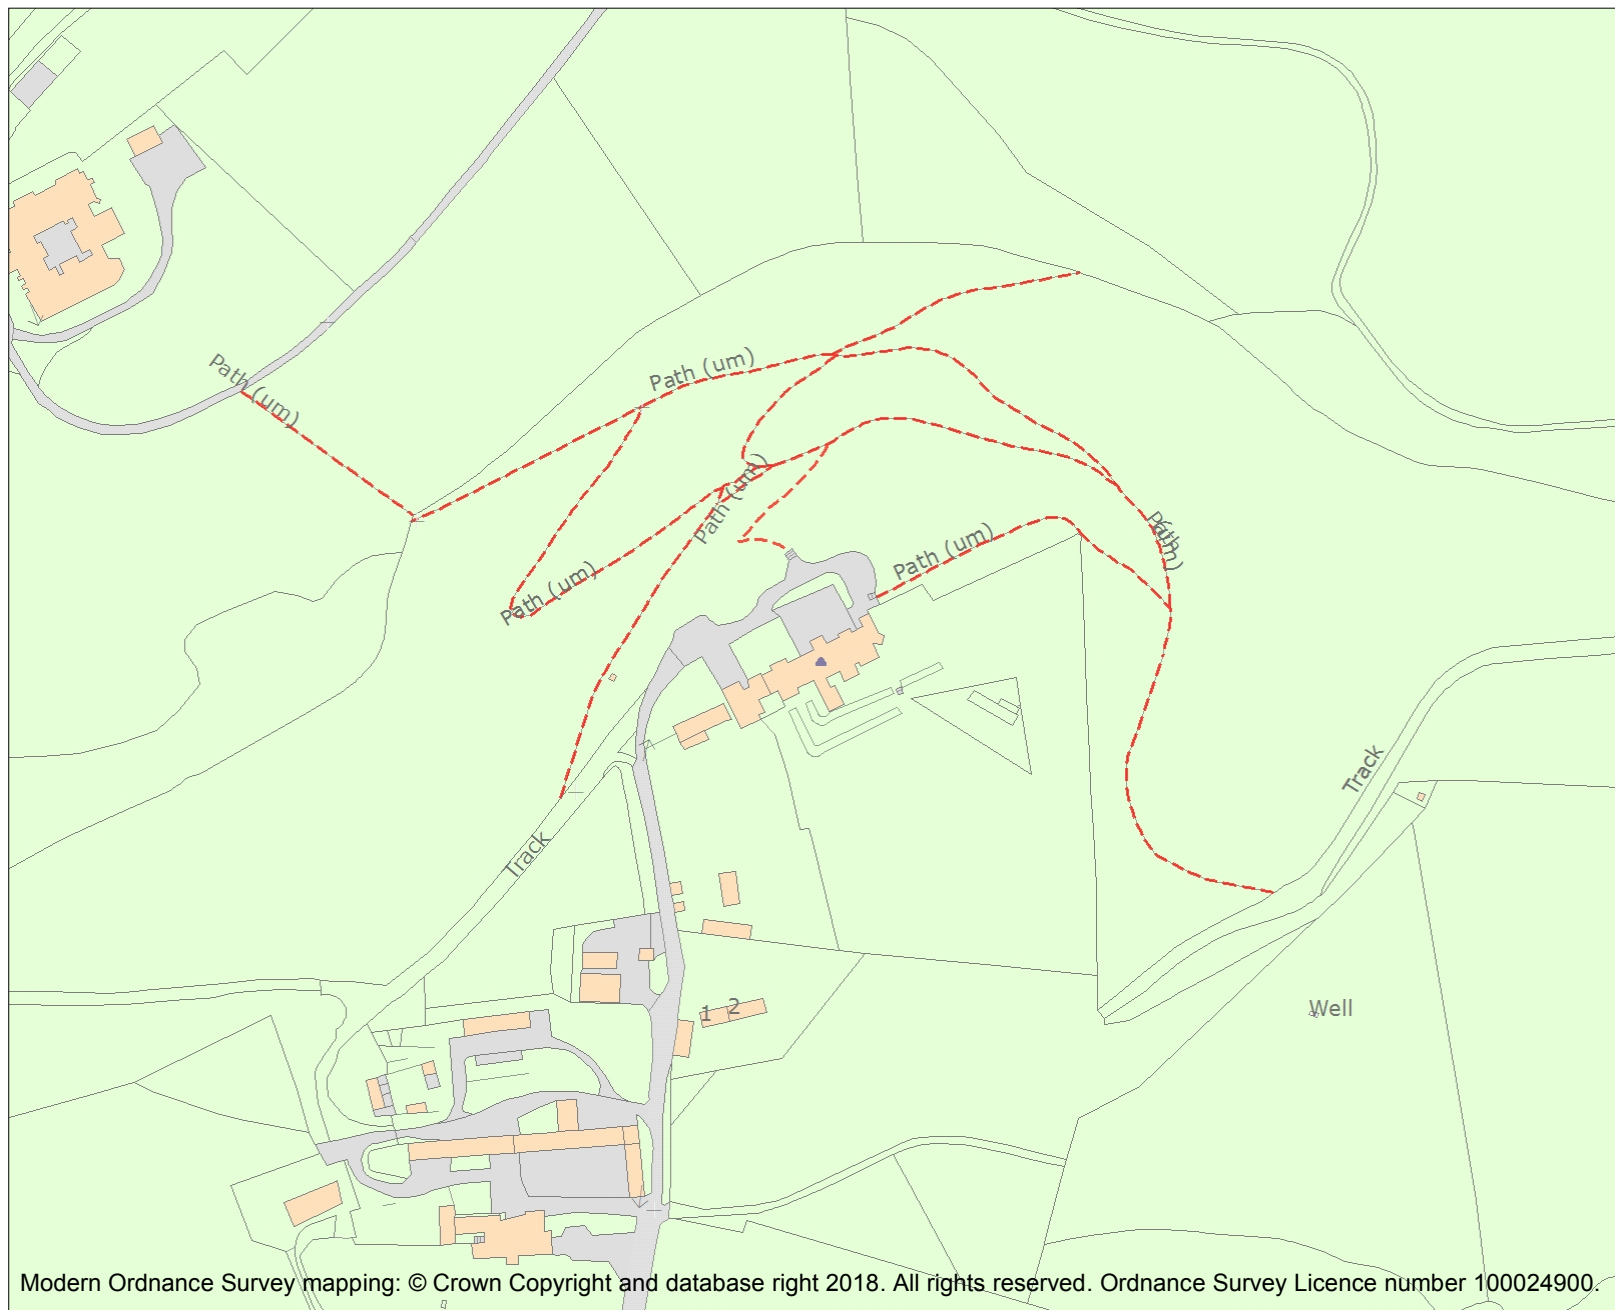 Path (um)
Path (um)
Path (um)
Path (um)
Path (um)
Path (um)
Track
Track
1 2
Well
Modern Ordnance Survey mapping: © Crown Copyright and database right 2018. All rights reserved. Ordnance Survey Licence number 100024900.